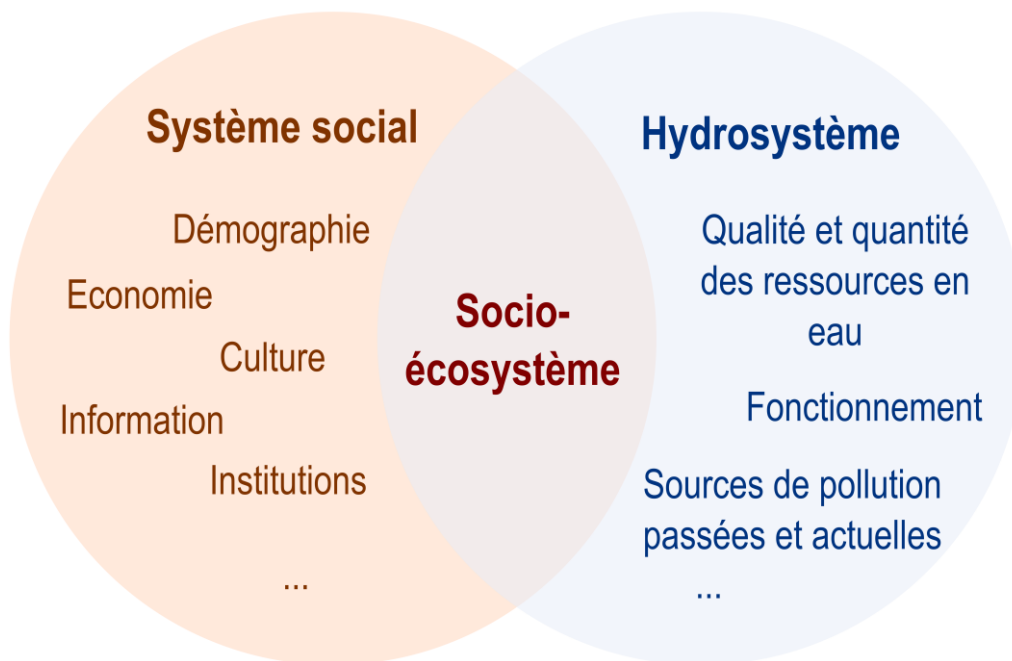 Système social
Démographie
Economie
Culture
Information
Institutions
...
Socio-
écosystème
Hydrosystème
Qualité et quantité
des ressources en
eau
Fonctionnement
Sources de pollution
passées et actuelles
...